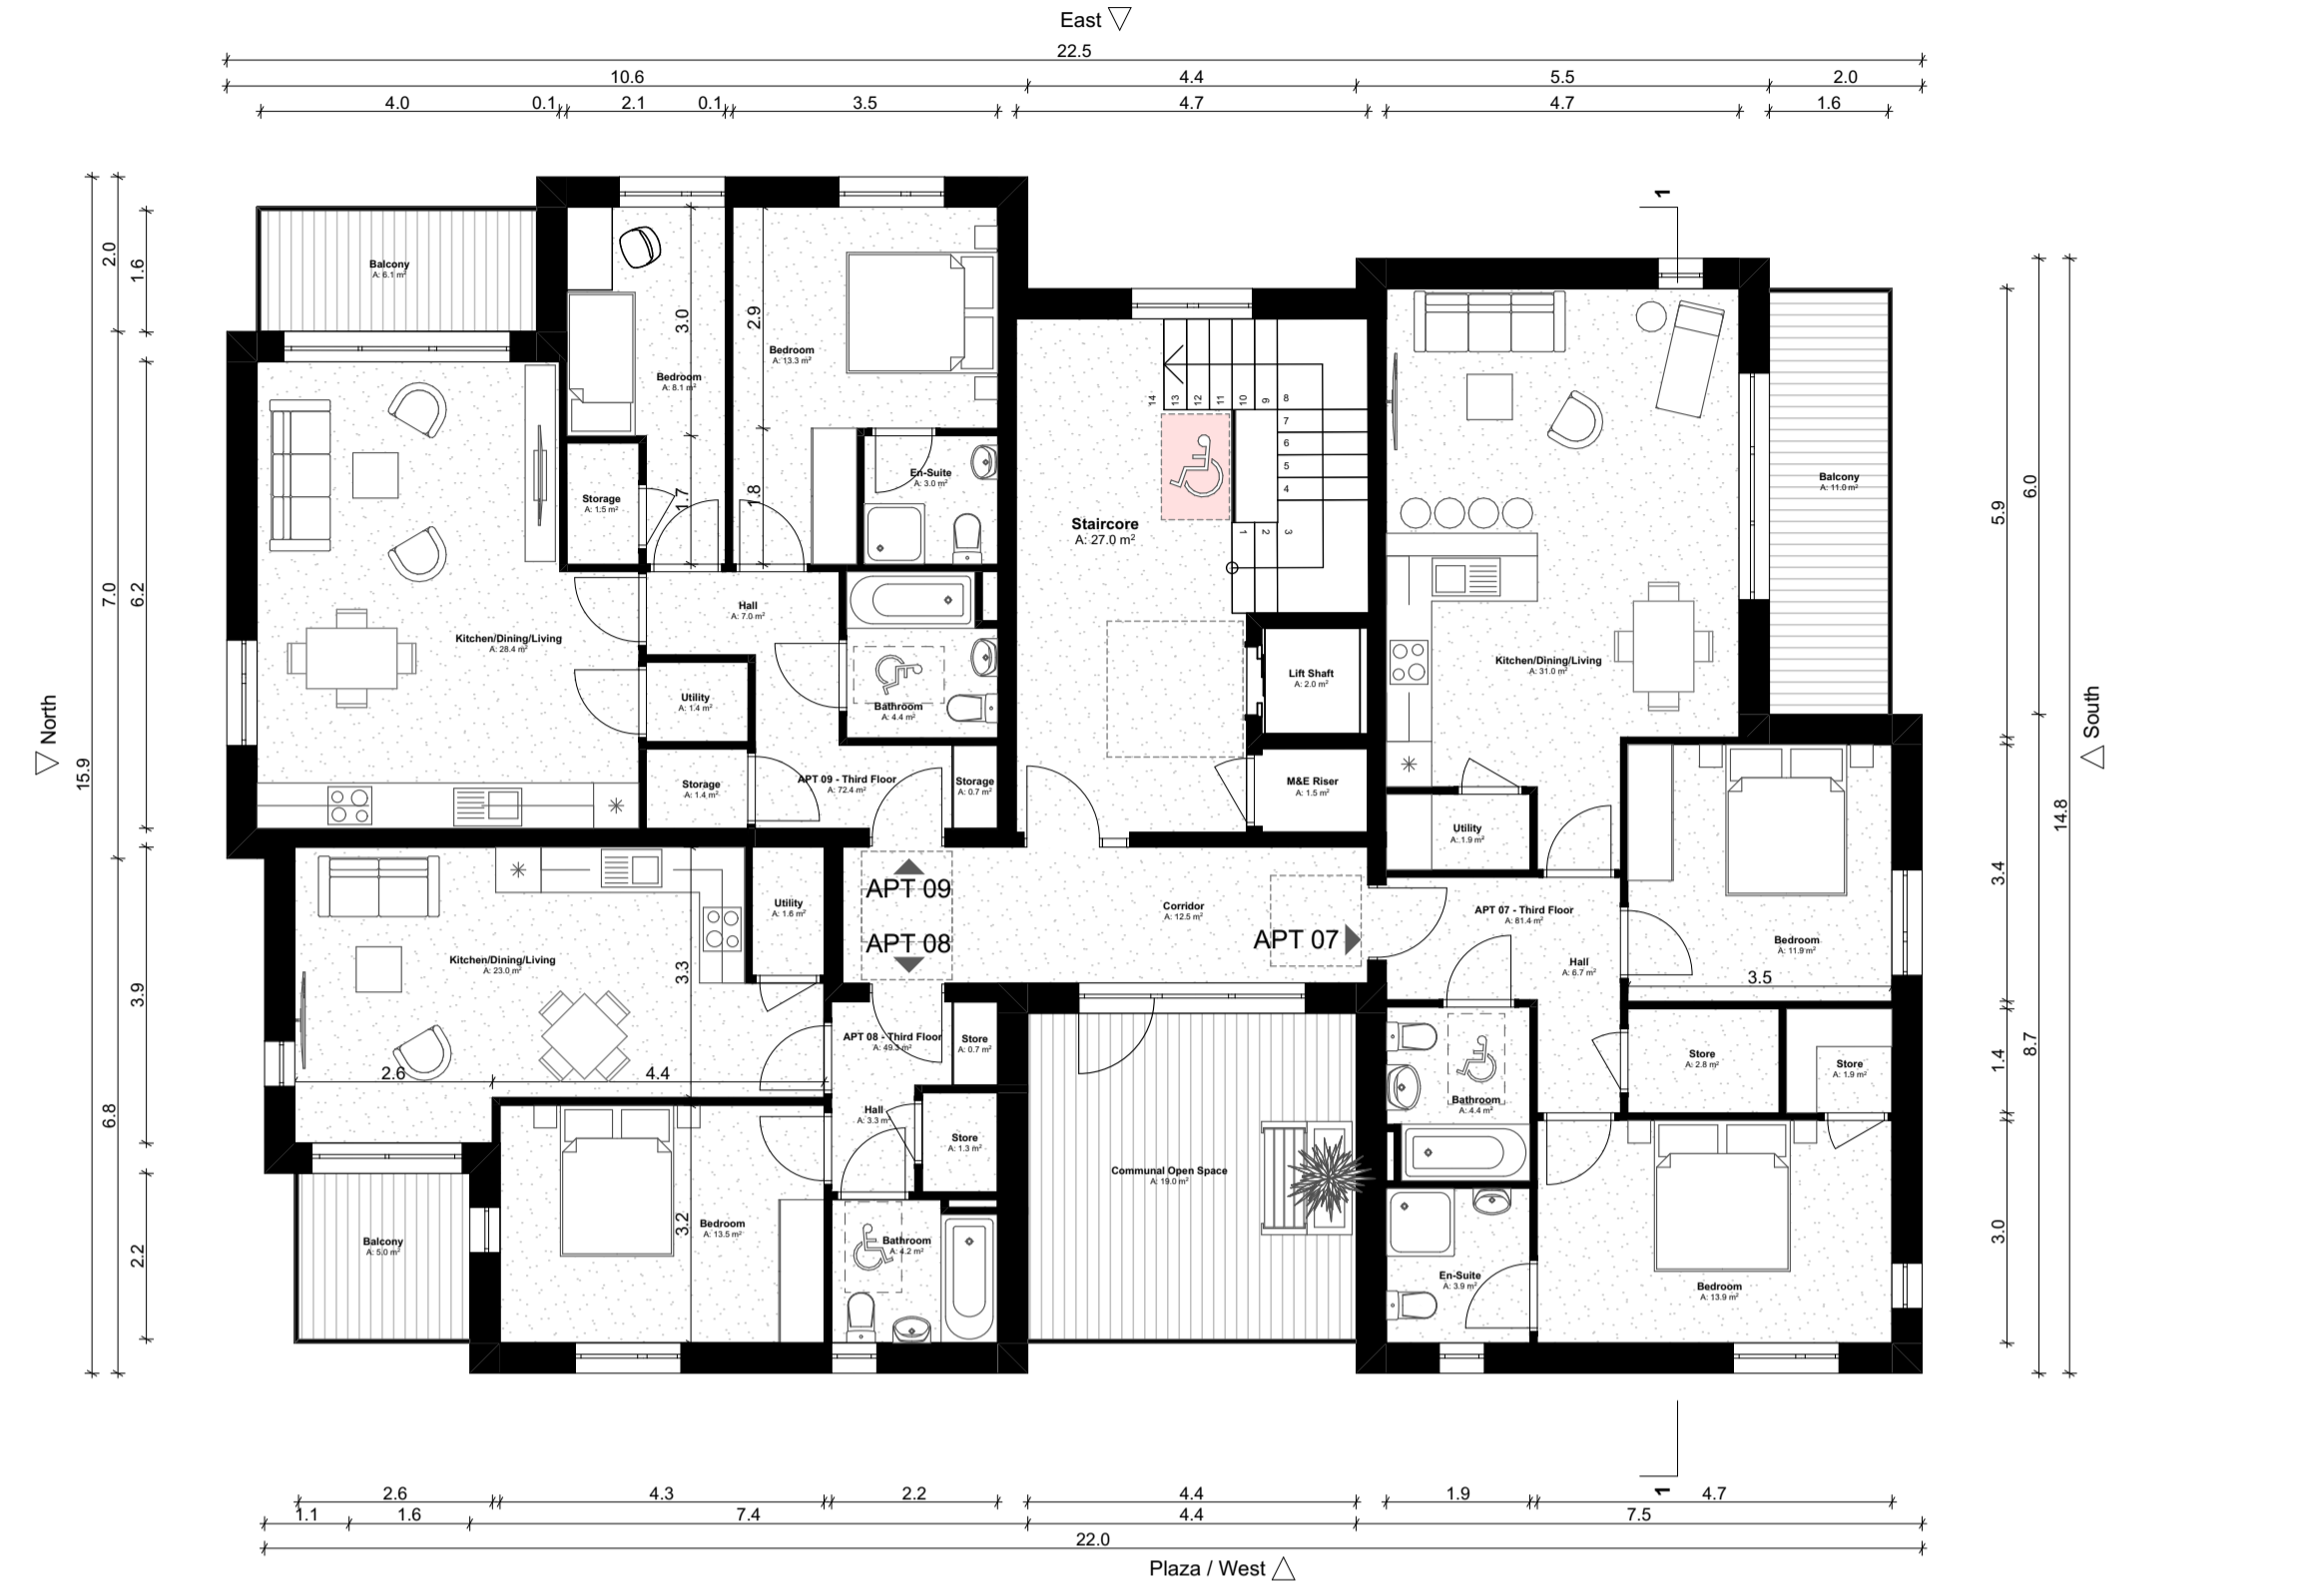 East
22.5
10.6 4.4 5.5 2.0
4.0 0.1 2.1 0.1 3.5 4.7 4.7 1.6
1
2.0
1.6
Balcony
A: 6.1 m²
3.0
Bedroom
A: 8.1 m²
2.9
Bedroom
A: 13.3 m²
1.7
1.8
Storage
A: 1.5 m²
En-Suite
A: 3.0 m²
Kitchen/Dining/Living
A: 28.4 m²
Hall
A: 7.0 m²
Utility
A: 1.4 m²
Bathroom
A: 4.4 m²
Storage
A: 1.4 m²
APT 09 - Third Floor
A: 72.4 m²
Storage
A: 0.7 m²
Staircore
A: 27.0 m²
14 13 12 11 10 9 8
7
6
5
4
1 2 3
Lift Shaft
A: 2.0 m²
M&E Riser
A: 1.5 m²
Kitchen/Dining/Living
A: 31.0 m²
Balcony
A: 11.0 m²
Utility
A: 1.9 m²
APT 07 - Third Floor
A: 81.4 m²
Hall
A: 6.7 m²
Bedroom
A: 11.9 m²
3.5
Store
A: 2.8 m²
Store
A: 1.9 m²
Bathroom
A: 4.4 m²
En-Suite
A: 3.9 m²
Bedroom
A: 13.9 m²
APT 09
APT 08
APT 07
Corridor
A: 12.5 m²
Communal Open Space
A: 19.0 m²
Kitchen/Dining/Living
A: 23.0 m²
Utility
A: 1.6 m²
3.3
2.6 4.4
APT 08 - Third Floor
A: 49.3 m²
Store
A: 0.7 m²
Hall
A: 3.3 m²
Store
A: 1.3 m²
Balcony
A: 5.0 m²
3.2
Bedroom
A: 13.5 m²
Bathroom
A: 4.2 m²
North
15.9
7.0
6.2
3.9
6.8
2.2
South
14.8
6.0
5.9
3.4
8.7
1.4
3.0
1
2.6 4.3 2.2 4.4 1.9 4.7
1.1 1.6 7.4 4.4 7.5
22.0
Plaza / West